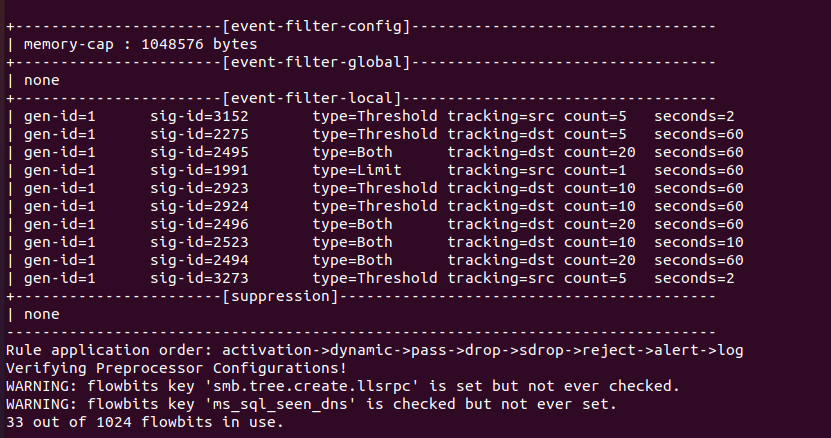 +-----------------------[event-filter-config]----------------------------------
| memory-cap : 1048576 bytes
+-----------------------[event-filter-global]----------------------------------
| none
+-----------------------[event-filter-local]-----------------------------------
| gen-id=1      sig-id=3152       type=Threshold tracking=src count=5   seconds=2
| gen-id=1      sig-id=2275       type=Threshold tracking=dst count=5   seconds=60
| gen-id=1      sig-id=2495       type=Both      tracking=dst count=20  seconds=60
| gen-id=1      sig-id=1991       type=Limit     tracking=src count=1   seconds=60
| gen-id=1      sig-id=2923       type=Threshold tracking=dst count=10  seconds=60
| gen-id=1      sig-id=2924       type=Threshold tracking=dst count=10  seconds=60
| gen-id=1      sig-id=2496       type=Both      tracking=dst count=20  seconds=60
| gen-id=1      sig-id=2523       type=Both      tracking=dst count=10  seconds=10
| gen-id=1      sig-id=2494       type=Both      tracking=dst count=20  seconds=60
| gen-id=1      sig-id=3273       type=Threshold tracking=src count=5   seconds=2
+-----------------------[suppression]------------------------------------------
| none
-------------------------------------------------------------------------------
Rule application order: activation->dynamic->pass->drop->sdrop->reject->alert->log
Verifying Preprocessor Configurations!
WARNING: flowbits key 'smb.tree.create.llsrpc' is set but not ever checked.
WARNING: flowbits key 'ms_sql_seen_dns' is checked but not ever set.
33 out of 1024 flowbits in use.